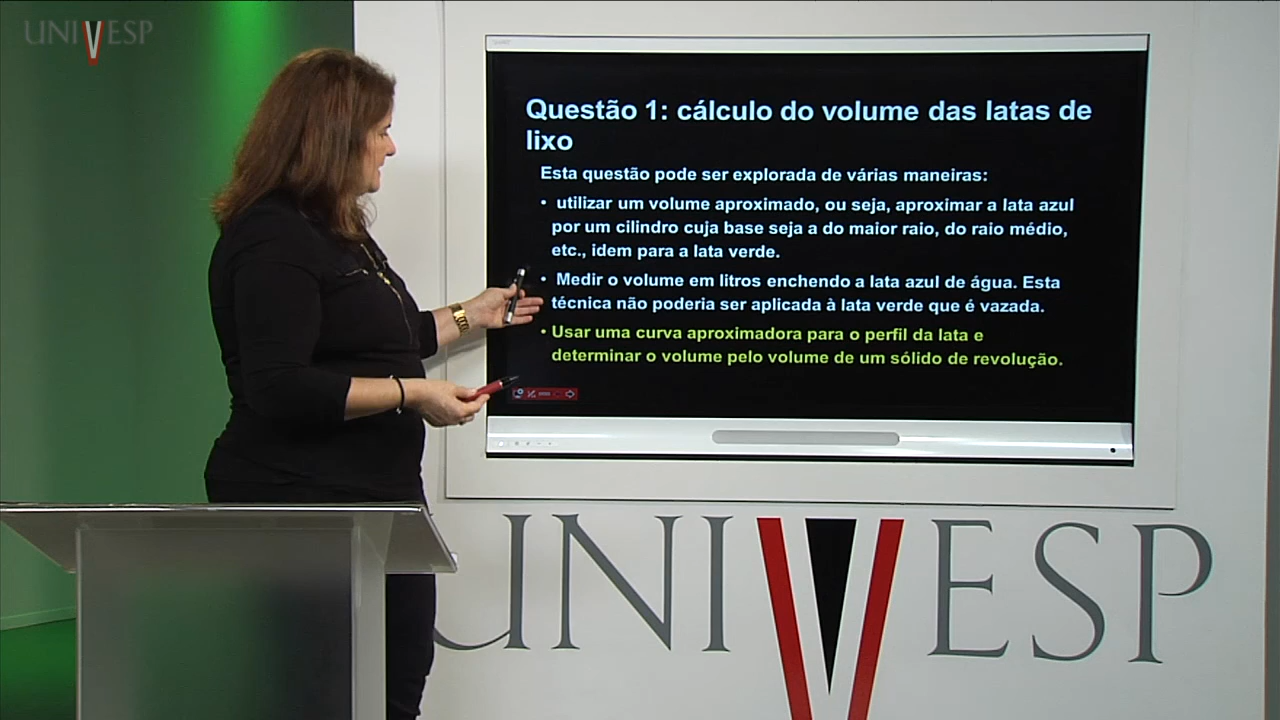 UNIVESP
Questão 1: cálculo do volume das latas de
lixo
Esta questão pode ser explorada de várias maneiras:
• utilizar um volume aproximado, ou seja, aproximar a lata azul
por um cilindro cuja base seja a do maior raio, do raio médio,
etc., idem para a lata verde.
• Medir o volume em litros enchendo a lata azul de água. Esta
técnica não poderia ser aplicada à lata verde que é vazada.
• Usar uma curva aproximadora para o perfil da lata e
determinar o volume pelo volume de um sólido de revolução.
UNIVESP